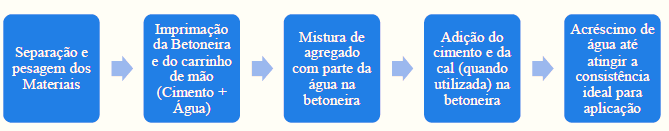 Separação e
pesagem dos
Materiais
Imprimação
da Betoneira
e do carrinho
de mão
(Cimento +
Água)
Mistura de
agregado
com parte da
água na
betoneira
Adição do
cimento e da
cal (quando
utilizada) na
betoneira
Acréscimo de
água até
atingir a
consistência
ideal para
aplicação